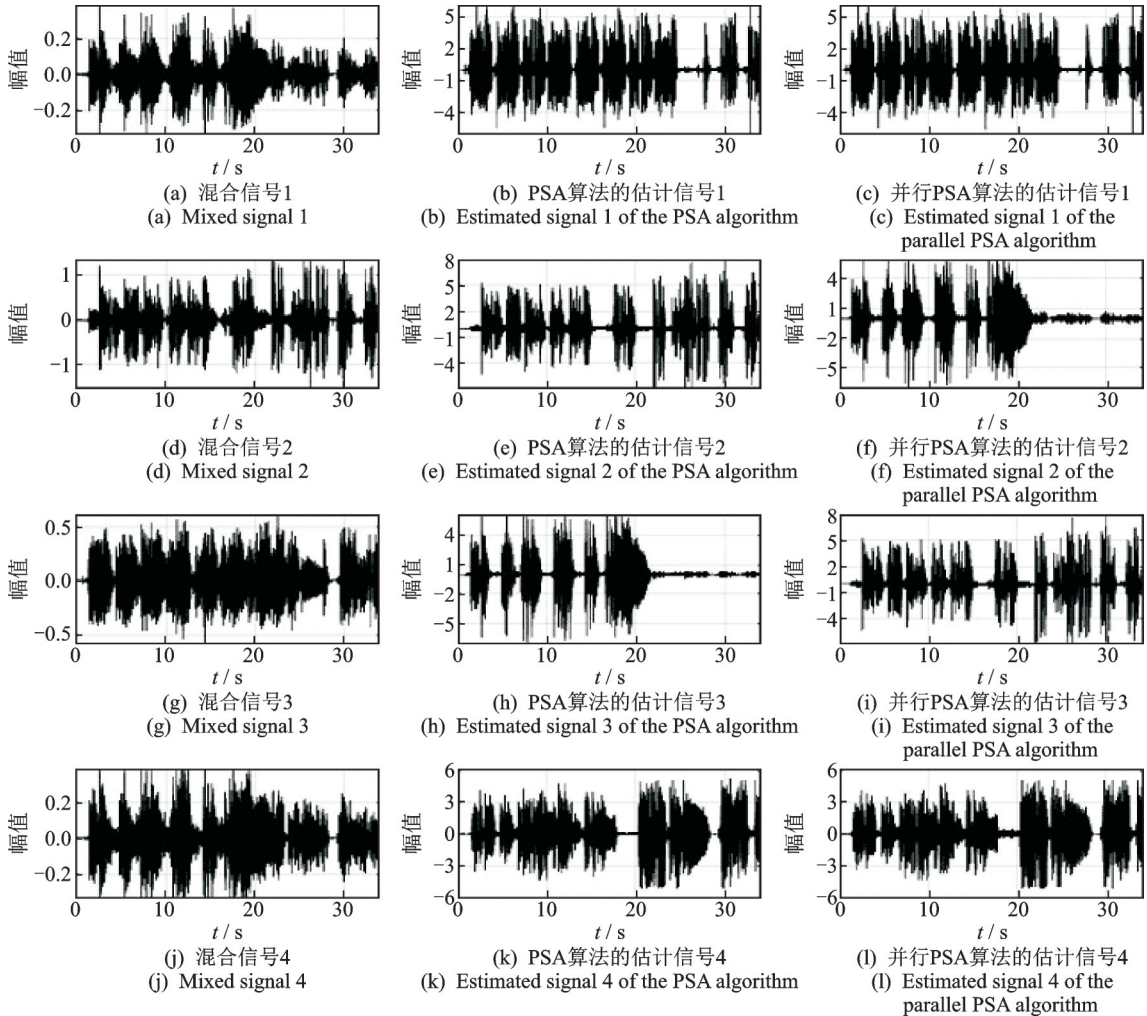 幅值
0.2
0.0
−0.2
0 10 20 30
t / s
(a) 混合信号1
(a) Mixed signal 1
幅值
5
2
−1
−4
0 10 20 30
t / s
(b) PSA算法的估计信号1
(b) Estimated signal 1 of the PSA algorithm
幅值
5
2
−1
−4
0 10 20 30
t / s
(c) 并行PSA算法的估计信号1
(c) Estimated signal 1 of the
parallel PSA algorithm
幅值
1
0
−1
0 10 20 30
t / s
(d) 混合信号2
(d) Mixed signal 2
幅值
8
5
2
−1
−4
0 10 20 30
t / s
(e) PSA算法的估计信号2
(e) Estimated signal 2 of the PSA algorithm
幅值
4
1
−2
−5
0 10 20 30
t / s
(f) 并行PSA算法的估计信号2
(f) Estimated signal 2 of the
parallel PSA algorithm
幅值
0.5
0.0
−0.5
0 10 20 30
t / s
(g) 混合信号3
(g) Mixed signal 3
幅值
4
1
−2
−5
0 10 20 30
t / s
(h) PSA算法的估计信号3
(h) Estimated signal 3 of the PSA algorithm
幅值
8
5
2
−1
−4
0 10 20 30
t / s
(i) 并行PSA算法的估计信号3
(i) Estimated signal 3 of the
parallel PSA algorithm
幅值
0.2
0.0
−0.2
0 10 20 30
t / s
(j) 混合信号4
(j) Mixed signal 4
幅值
6
3
0
−3
6
0 10 20 30
t / s
(k) PSA算法的估计信号4
(k) Estimated signal 4 of the PSA algorithm
幅值
6
3
0
−3
6
0 10 20 30
t / s
(l) 并行PSA算法的估计信号4
(l) Estimated signal 4 of the
parallel PSA algorithm